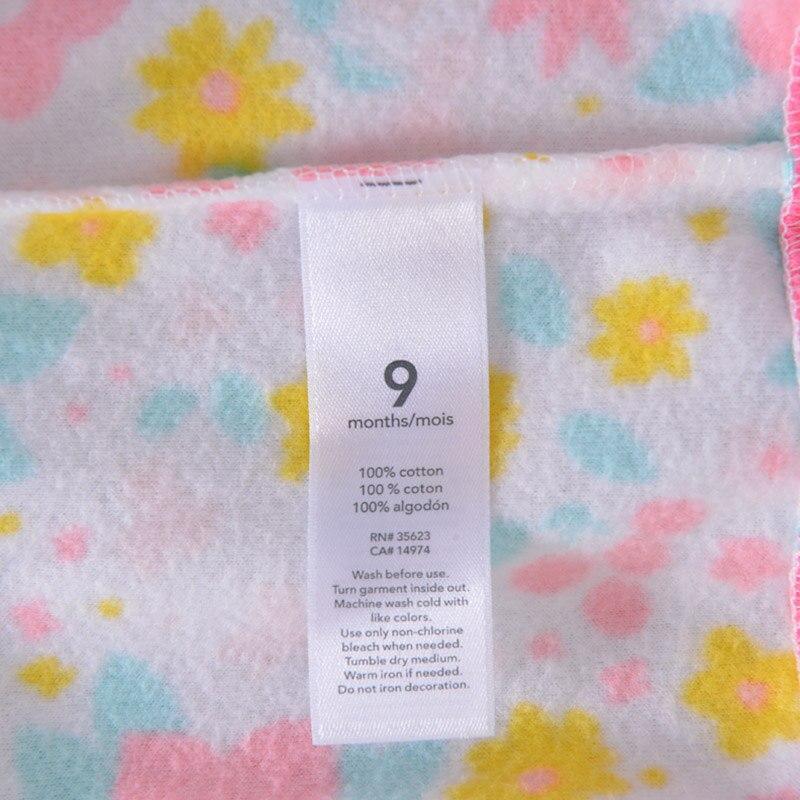 9
months/mois
100% cotton
100 % coton
100% algodón
RN# 35623
CA# 14974
Wash before use.
Turn garment inside out.
Machine wash cold with
like colors.
Use only non-chlorine
bleach when needed.
Tumble dry medium.
Warm iron if needed.
Do not iron decoration.